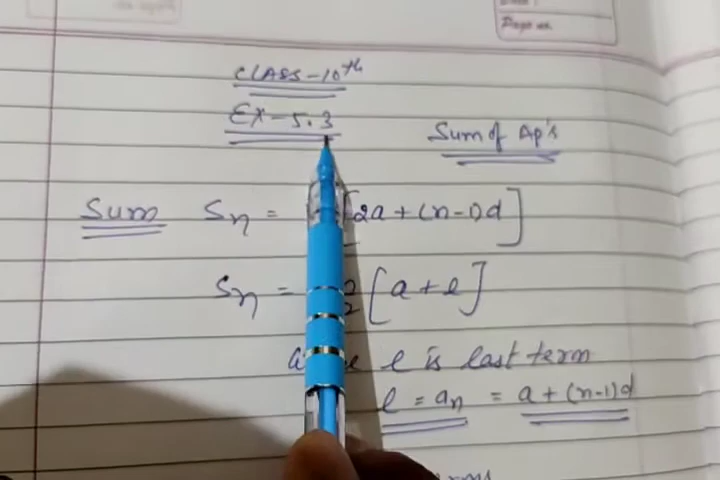 Page no.
CLASS-10th
Ex-5.3
Sum of Ap's
Sum Sn = [2a+(n-1)d]
Sn = [a+l]
l is last term
l = an = a+(n-1)d